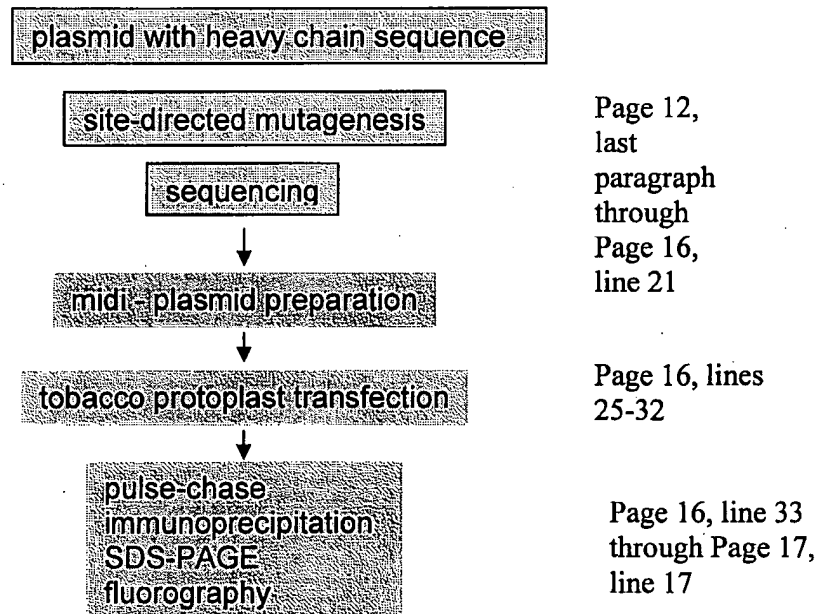 plasmid with heavy chain sequence
site-directed mutagenesis
sequencing
midi - plasmid preparation
tobacco protoplast transfection
pulse-chase
immunoprecipitation
SDS-PAGE
fluorography
Page 12,
last
paragraph
through
Page 16,
line 21
Page 16, lines
25-32
Page 16, line 33
through Page 17,
line 17